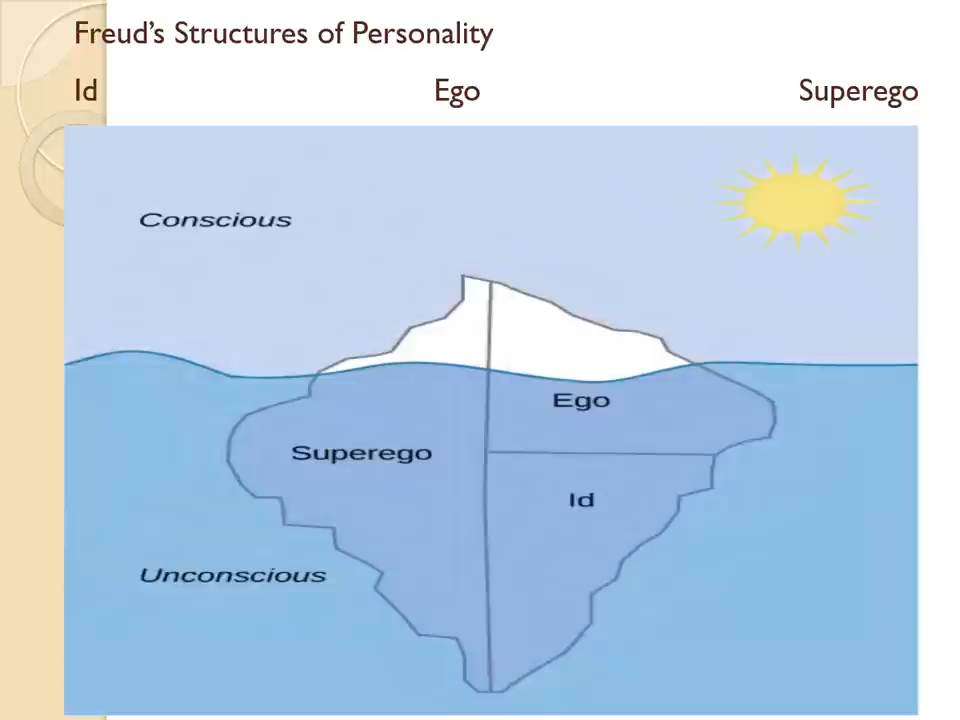 Freud's Structures of Personality
Id Ego Superego
Conscious
Ego
Superego
Id
Unconscious